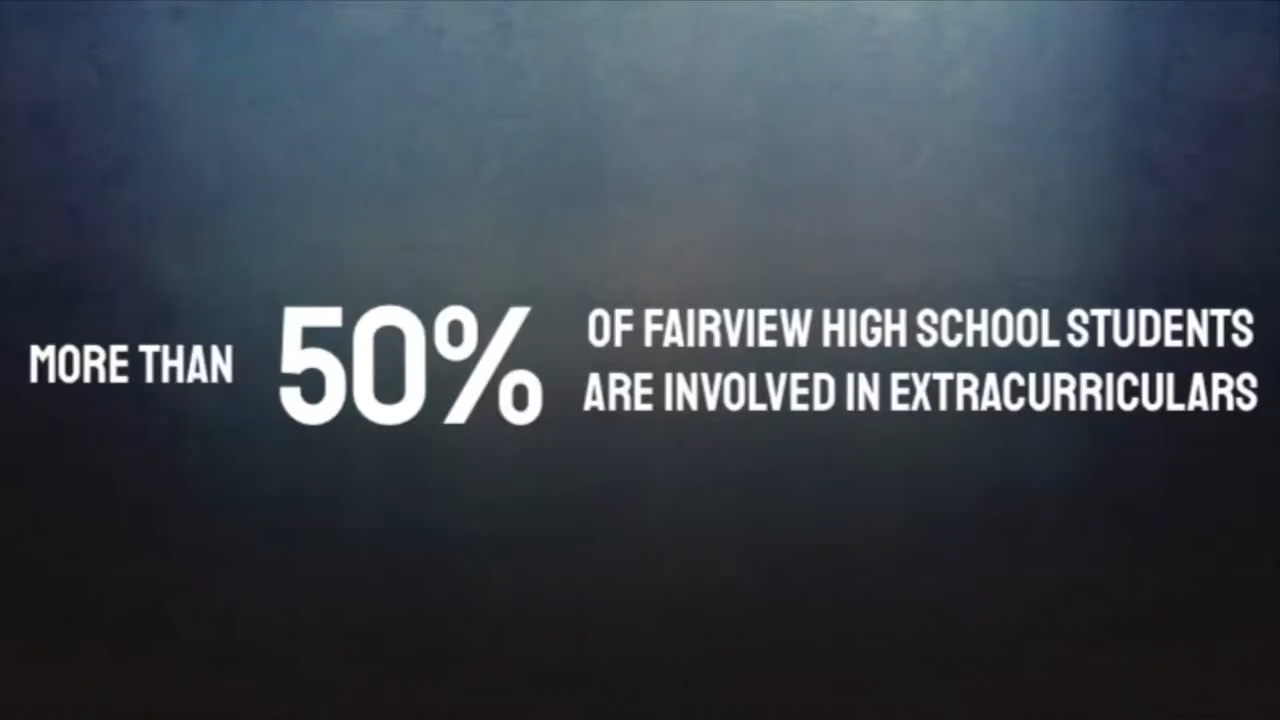 MORE THAN
50%
OF FAIRVIEW HIGH SCHOOL STUDENTS
ARE INVOLVED IN EXTRACURRICULARS